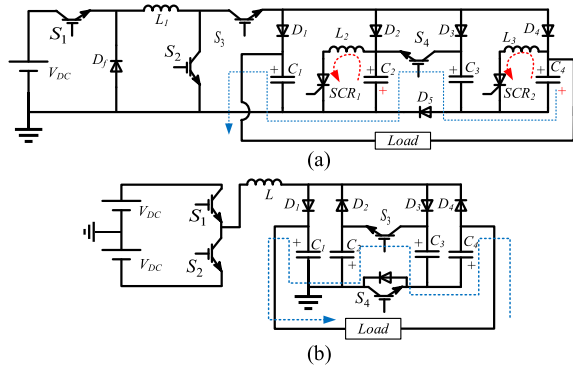 S1 L1 S2 S3 Df VDC
D1 L2 D2 S4 D3 L3 D4
+ C1 SCR1 + C2 + + C3 SCR2 + C4 +
D5
Load
(a)
VDC S1 L D1 D2 S3 D3 D4
VDC S2 + C1 C2 + + C3 C4 +
S4
Load
(b)